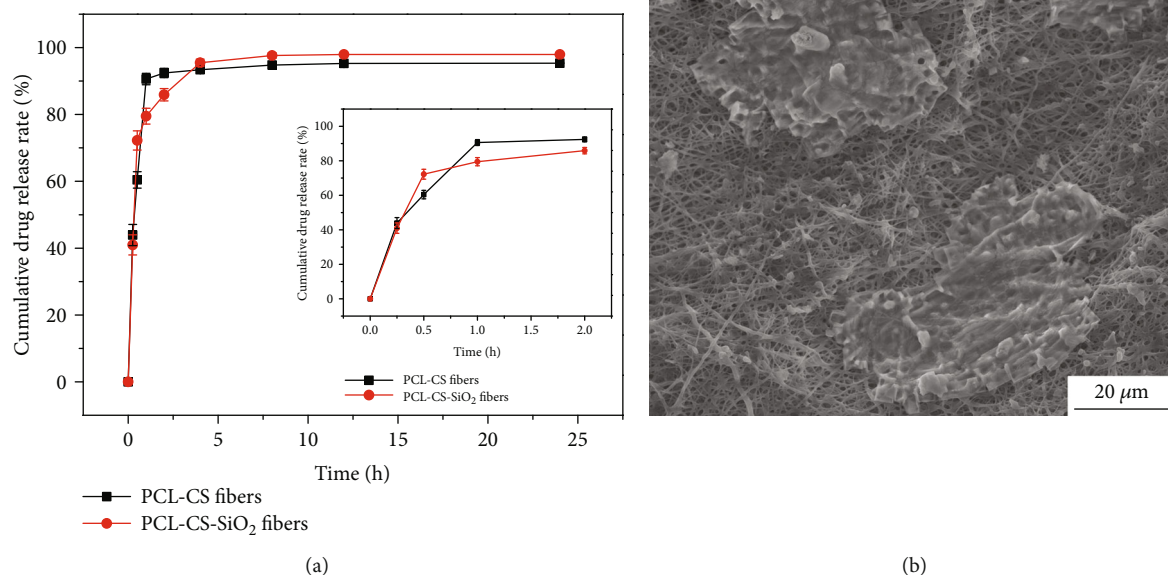 100
80
60
40
20
0
Cumulative drug release rate (%)
0
5
10
15
20
25
Time (h)
100
80
60
40
20
0
Cumulative drug release rate (%)
0.0
0.5
1.0
1.5
2.0
Time (h)
PCL-CS fibers
PCL-CS-SiO₂ fibers
PCL-CS fibers
PCL-CS-SiO₂ fibers
(a)
20 μm
(b)